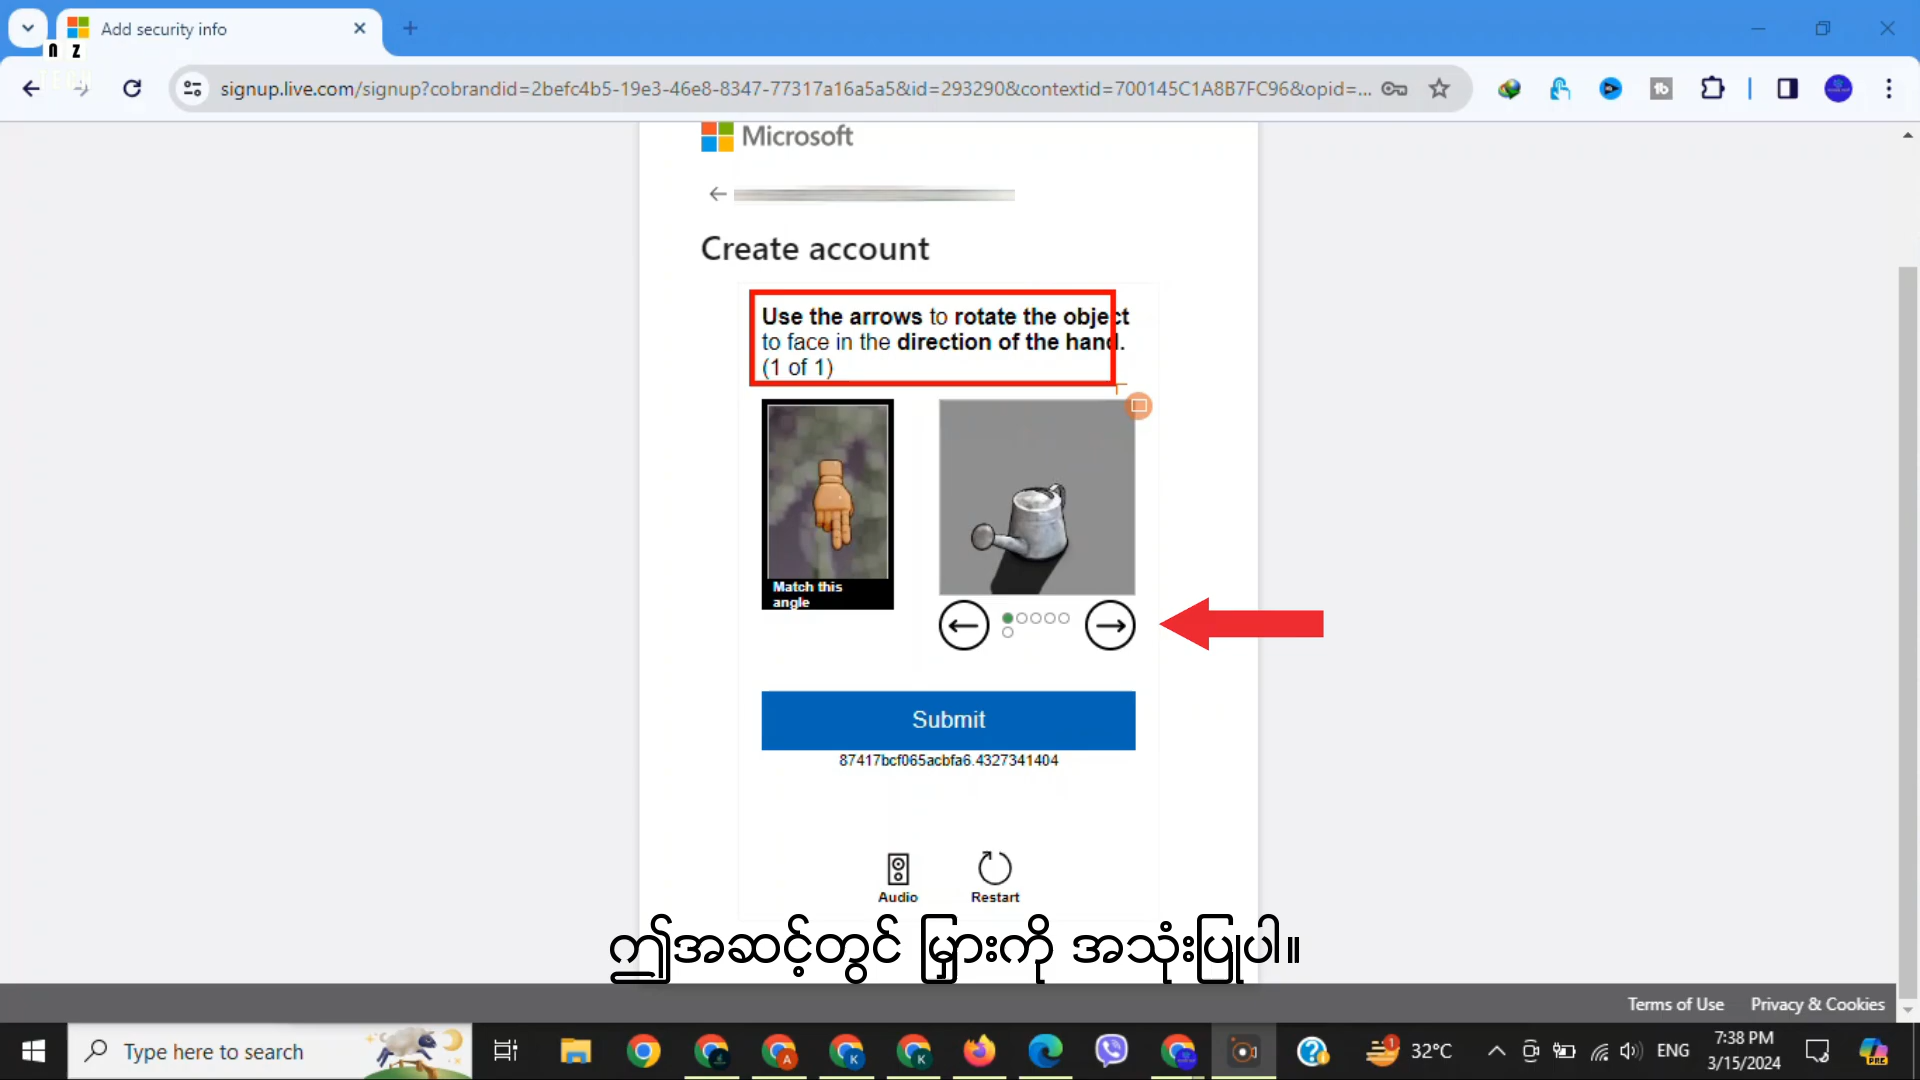 Add security info
n z
TECH
signup.live.com/signup?cobrandid=2befc4b5-19e3-46e8-8347-77317a16a5a5&id=293290&contextid=700145C1A8B7FC96&opid=...
Microsoft
Create account
Use the arrows to rotate the object
to face in the direction of the hand.
(1 of 1)
Match this
angle
Submit
87417bcf065acbfa6.4327341404
Audio
Restart
ဤအဆင့်တွင် မြှားကို အသုံးပြုပါ။
Terms of Use
Privacy & Cookies
Type here to search
32°C
ENG
7:38 PM
3/15/2024